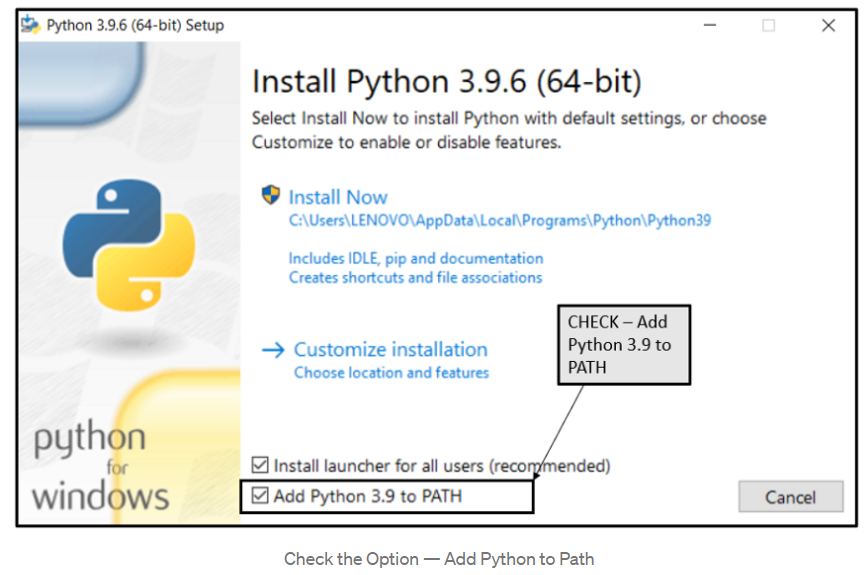 Python 3.9.6 (64-bit) Setup
Install Python 3.9.6 (64-bit)
Select Install Now to install Python with default settings, or choose
Customize to enable or disable features.
Install Now
C:\Users\LENOVO\AppData\Local\Programs\Python\Python39
Includes IDLE, pip and documentation
Creates shortcuts and file associations
CHECK – Add
Python 3.9 to
PATH
Customize installation
Choose location and features
python
for
windows
Install launcher for all users (recommended)
Add Python 3.9 to PATH
Cancel
Check the Option — Add Python to Path